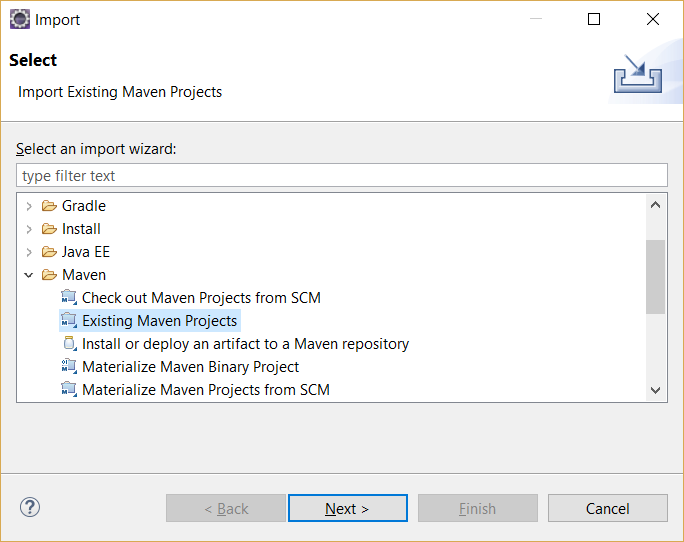 Import
Select
Import Existing Maven Projects
Select an import wizard:
type filter text
Gradle
Install
Java EE
Maven
Check out Maven Projects from SCM
Existing Maven Projects
Install or deploy an artifact to a Maven repository
Materialize Maven Binary Project
Materialize Maven Projects from SCM
? < Back Next > Finish Cancel